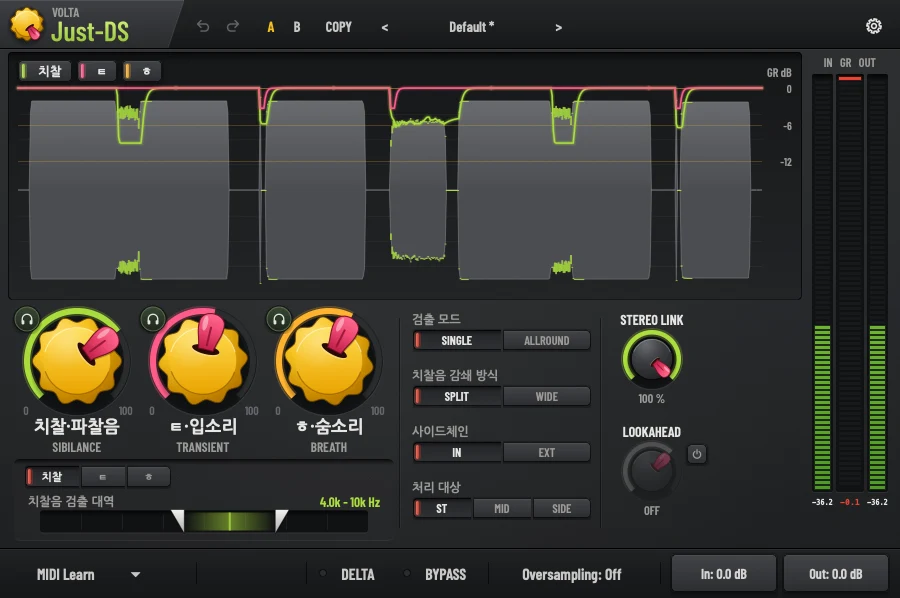 VOLTA
Just-DS
A B COPY < Default * >
치찰 ㅌ ㅎ
GR dB
0
-6
-12
IN GR OUT
-36.2 -0.1 -36.2
0 100
치찰·파찰음
SIBILANCE
0 100
ㅌ·입소리
TRANSIENT
0 100
ㅎ·숨소리
BREATH
치찰 ㅌ ㅎ
치찰음 검출 대역 4.0k - 10k Hz
검출 모드
SINGLE ALLROUND
치찰음 감쇄 방식
SPLIT WIDE
사이드체인
IN EXT
처리 대상
ST MID SIDE
STEREO LINK
100 %
LOOKAHEAD
OFF
MIDI Learn DELTA BYPASS Oversampling: Off In: 0.0 dB Out: 0.0 dB